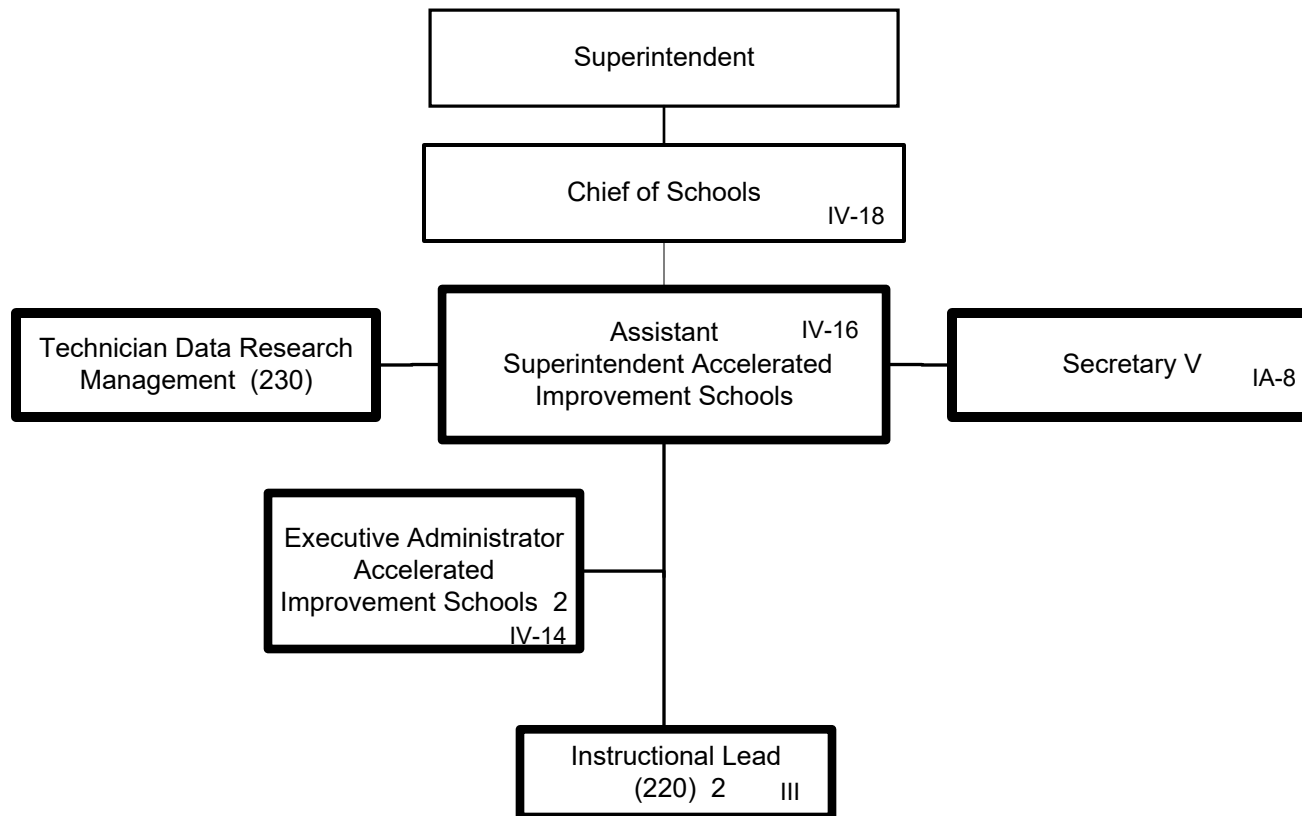 Superintendent
Chief of Schools
IV-18
Assistant
IV-16
Superintendent Accelerated
Improvement Schools
Technician Data Research
Management (230)
Secretary V
IA-8
Executive Administrator
Accelerated
Improvement Schools 2
IV-14
Instructional Lead
(220) 2
III